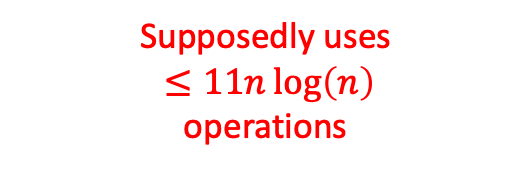 Supposedly uses
≤ 11n log(n)
operations